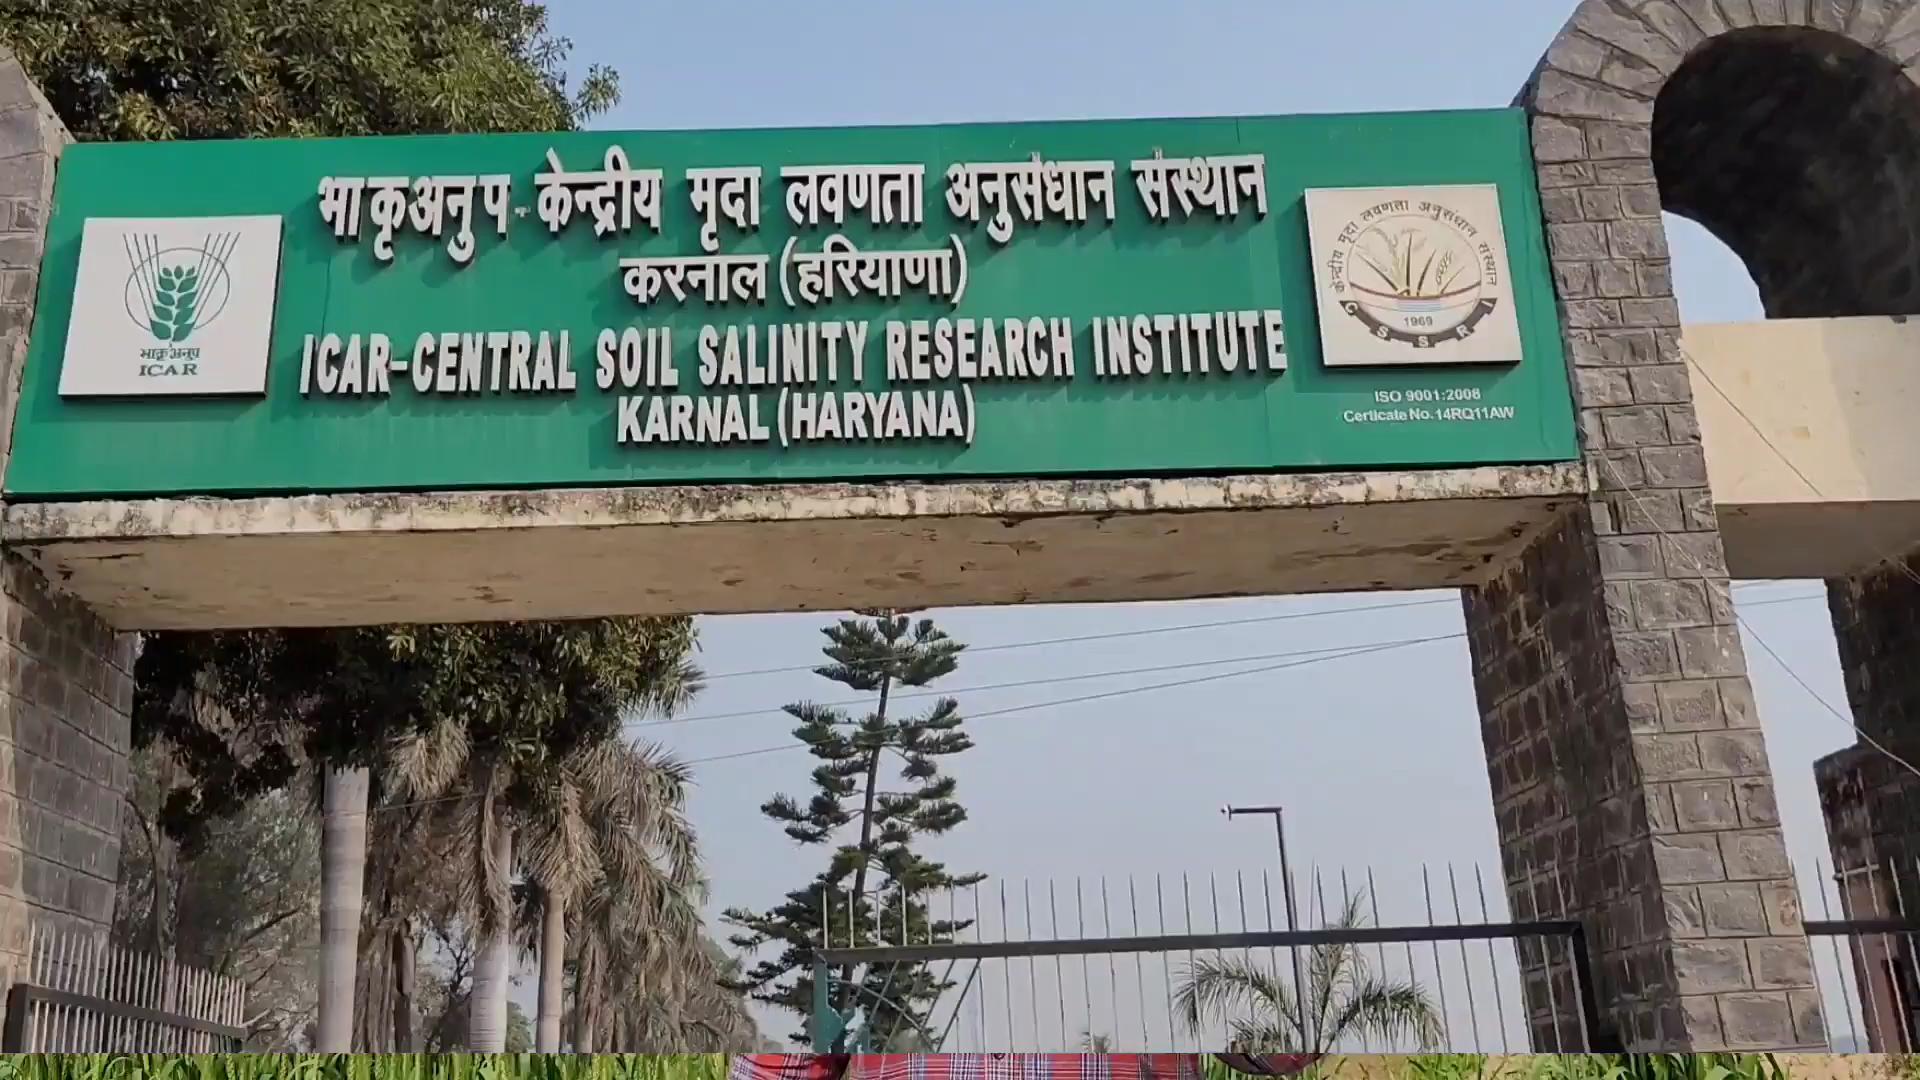 भाकृअनुप-केन्द्रीय मृदा लवणता अनुसंधान संस्थान
करनाल (हरियाणा)
ICAR-CENTRAL SOIL SALINITY RESEARCH INSTITUTE
KARNAL (HARYANA)
भाकृअनुप
ICAR
केन्द्रीय मृदा लवणता अनुसंधान संस्थान
1969
CSSRI
ISO 9001:2008
Certicate No. 14RQ11AW